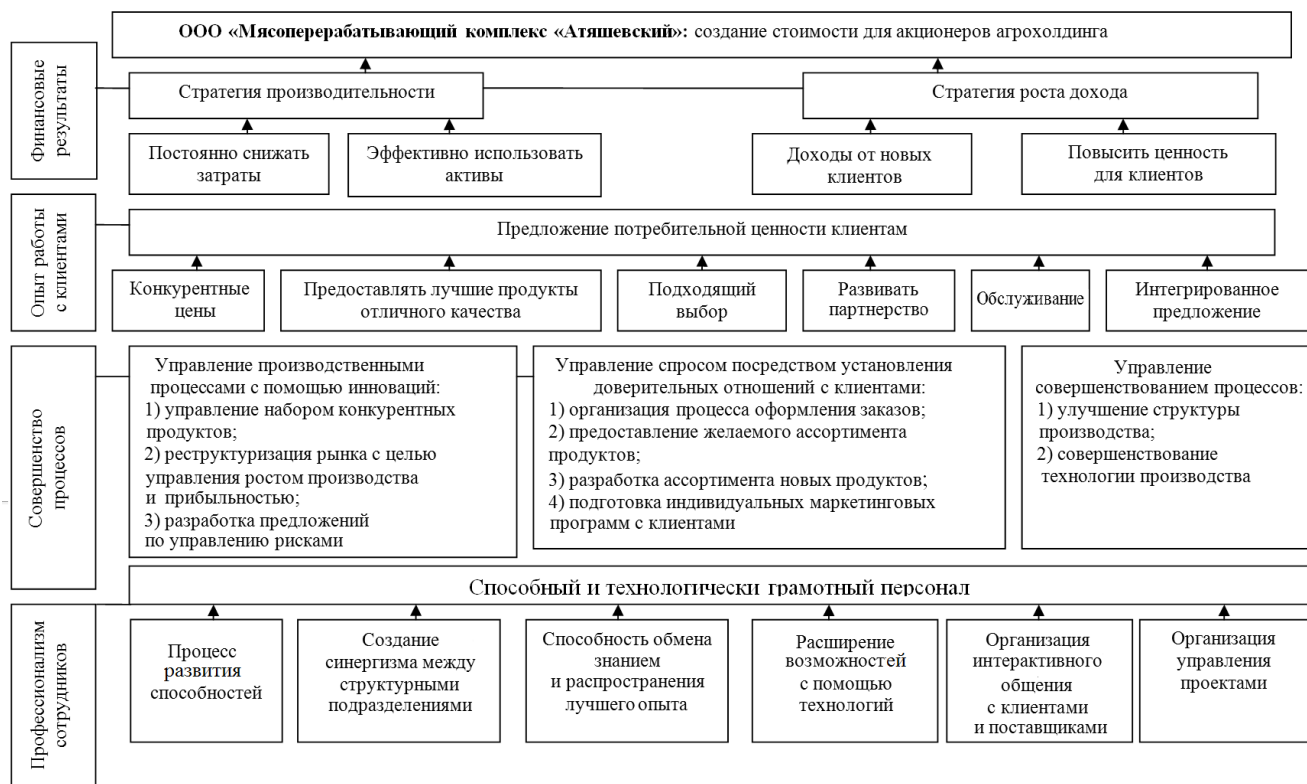 ООО «Мясоперерабатывающий комплекс «Атяшевский»: создание стоимости для акционеров агрохолдинга
Финансовые
результаты
Стратегия производительности
Стратегия роста дохода
Постоянно снижать
затраты
Эффективно использовать
активы
Доходы от новых
клиентов
Повысить ценность
для клиентов
Опыт работы
с клиентами
Предложение потребительной ценности клиентам
Конкурентные
цены
Предоставлять лучшие продукты
отличного качества
Подходящий
выбор
Развивать
партнерство
Обслуживание
Интегрированное
предложение
Совершенство
процессов
Управление производственными
процессами с помощью инноваций:
1) управление набором конкурентных
продуктов;
2) реструктуризация рынка с целью
управления ростом производства
и прибыльностью;
3) разработка предложений
по управлению рисками
Управление спросом посредством установления
доверительных отношений с клиентами:
1) организация процесса оформления заказов;
2) предоставление желаемого ассортимента
продуктов;
3) разработка ассортимента новых продуктов;
4) подготовка индивидуальных маркетинговых
программ с клиентами
Управление
совершенствованием процессов:
1) улучшение структуры
производства;
2) совершенствование
технологии производства
Профессионализм
сотрудников
Способный и технологически грамотный персонал
Процесс
развития
способностей
Создание
синергизма между
структурными
подразделениями
Способность обмена
знанием
и распространения
лучшего опыта
Расширение
возможностей
с помощью
технологий
Организация
интерактивного
общения
с клиентами
и поставщиками
Организация
управления
проектами